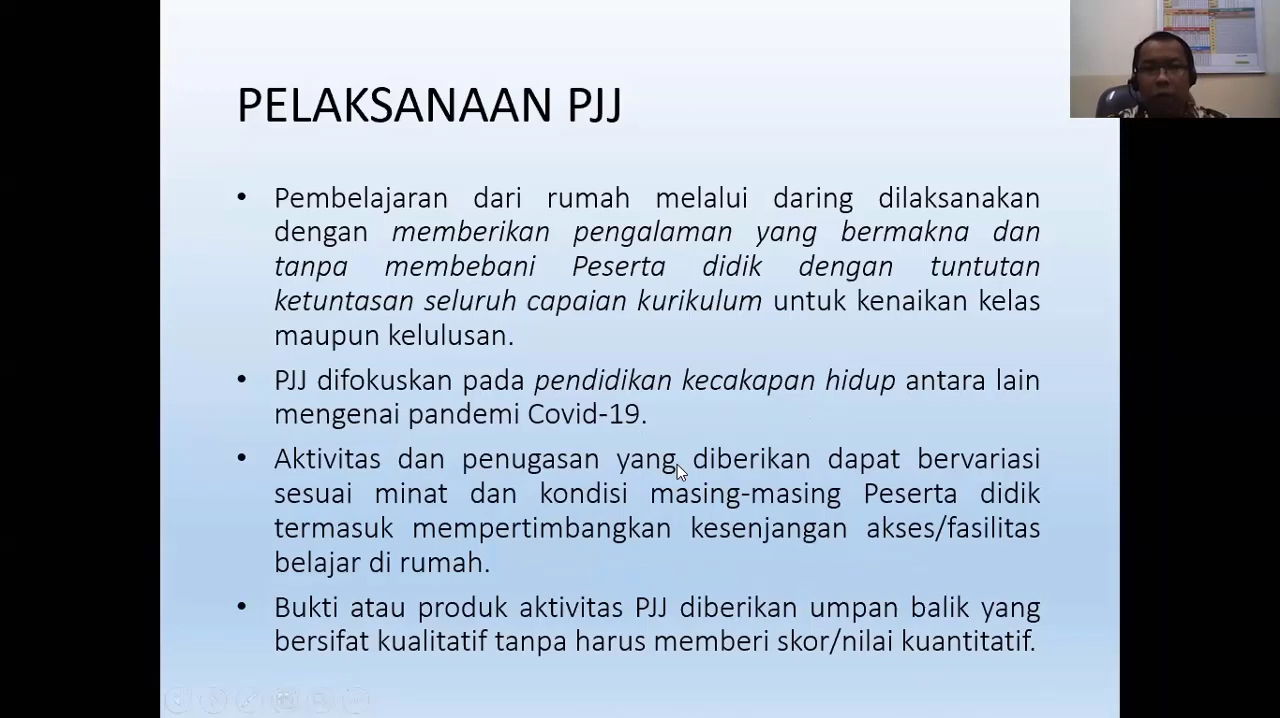 PELAKSANAAN PJJ
• Pembelajaran dari rumah melalui daring dilaksanakan
dengan memberikan pengalaman yang bermakna dan
tanpa membebani Peserta didik dengan tuntutan
ketuntasan seluruh capaian kurikulum untuk kenaikan kelas
maupun kelulusan.
• PJJ difokuskan pada pendidikan kecakapan hidup antara lain
mengenai pandemi Covid-19.
• Aktivitas dan penugasan yang diberikan dapat bervariasi
sesuai minat dan kondisi masing-masing Peserta didik
termasuk mempertimbangkan kesenjangan akses/fasilitas
belajar di rumah.
• Bukti atau produk aktivitas PJJ diberikan umpan balik yang
bersifat kualitatif tanpa harus memberi skor/nilai kuantitatif.